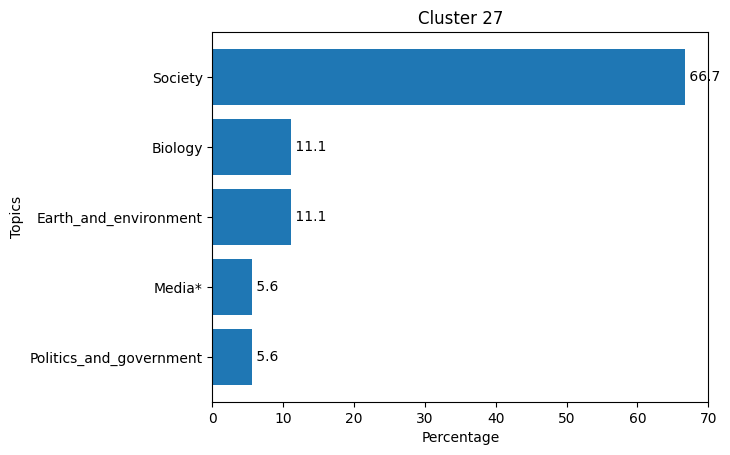 Cluster 27
Topics
Society
66.7
Biology
11.1
Earth_and_environment
11.1
Media*
5.6
Politics_and_government
5.6
0 10 20 30 40 50 60 70
Percentage